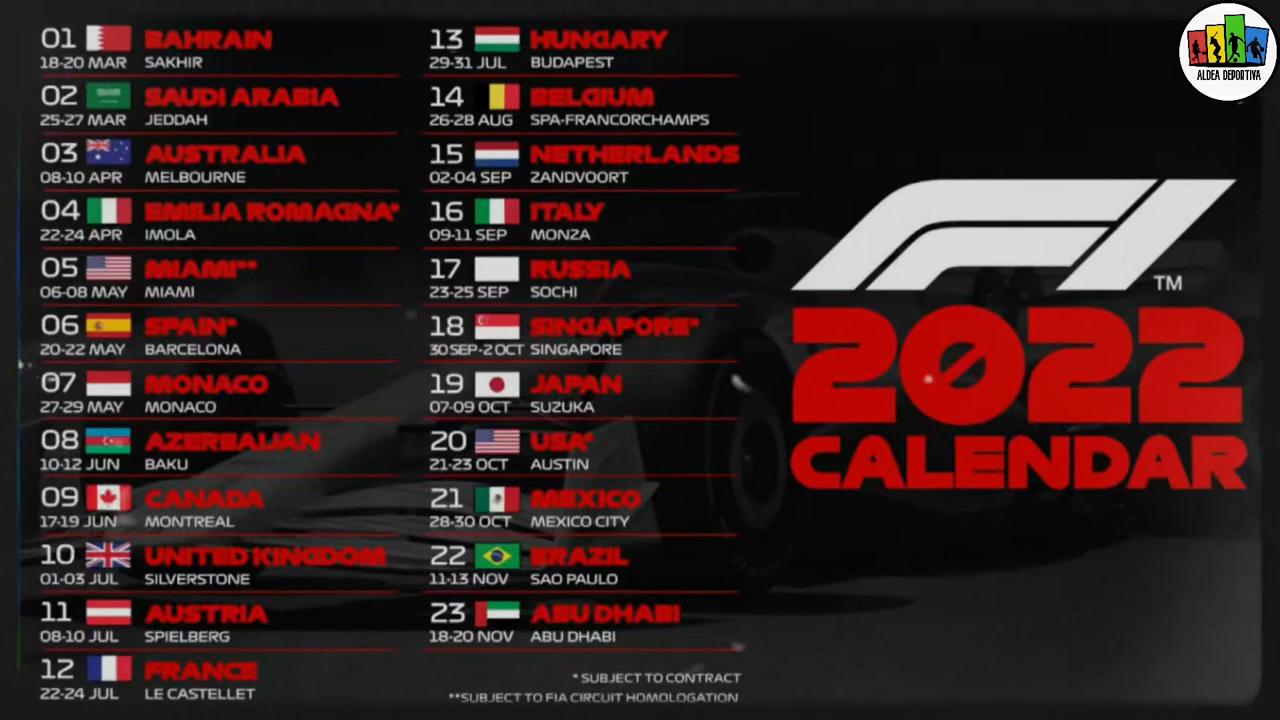 01 BAHRAIN
18-20 MAR SAKHIR
02 SAUDI ARABIA
25-27 MAR JEDDAH
03 AUSTRALIA
08-10 APR MELBOURNE
04 EMILIA ROMAGNA*
22-24 APR IMOLA
05 MIAMI**
06-08 MAY MIAMI
06 SPAIN*
20-22 MAY BARCELONA
07 MONACO
27-29 MAY MONACO
08 AZERBAIJAN
10-12 JUN BAKU
09 CANADA
17-19 JUN MONTREAL
10 UNITED KINGDOM
01-03 JUL SILVERSTONE
11 AUSTRIA
08-10 JUL SPIELBERG
12 FRANCE
22-24 JUL LE CASTELLET
13 HUNGARY
29-31 JUL BUDAPEST
14 BELGIUM
26-28 AUG SPA-FRANCORCHAMPS
15 NETHERLANDS
02-04 SEP ZANDVOORT
16 ITALY
09-11 SEP MONZA
17 RUSSIA
23-25 SEP SOCHI
18 SINGAPORE*
30 SEP-2 OCT SINGAPORE
19 JAPAN
07-09 OCT SUZUKA
20 USA*
21-23 OCT AUSTIN
21 MEXICO
28-30 OCT MEXICO CITY
22 BRAZIL
11-13 NOV SAO PAULO
23 ABU DHABI
18-20 NOV ABU DHABI
* SUBJECT TO CONTRACT
**SUBJECT TO FIA CIRCUIT HOMOLOGATION
ALDEA DEPORTIVA
F1 TM
2022
CALENDAR